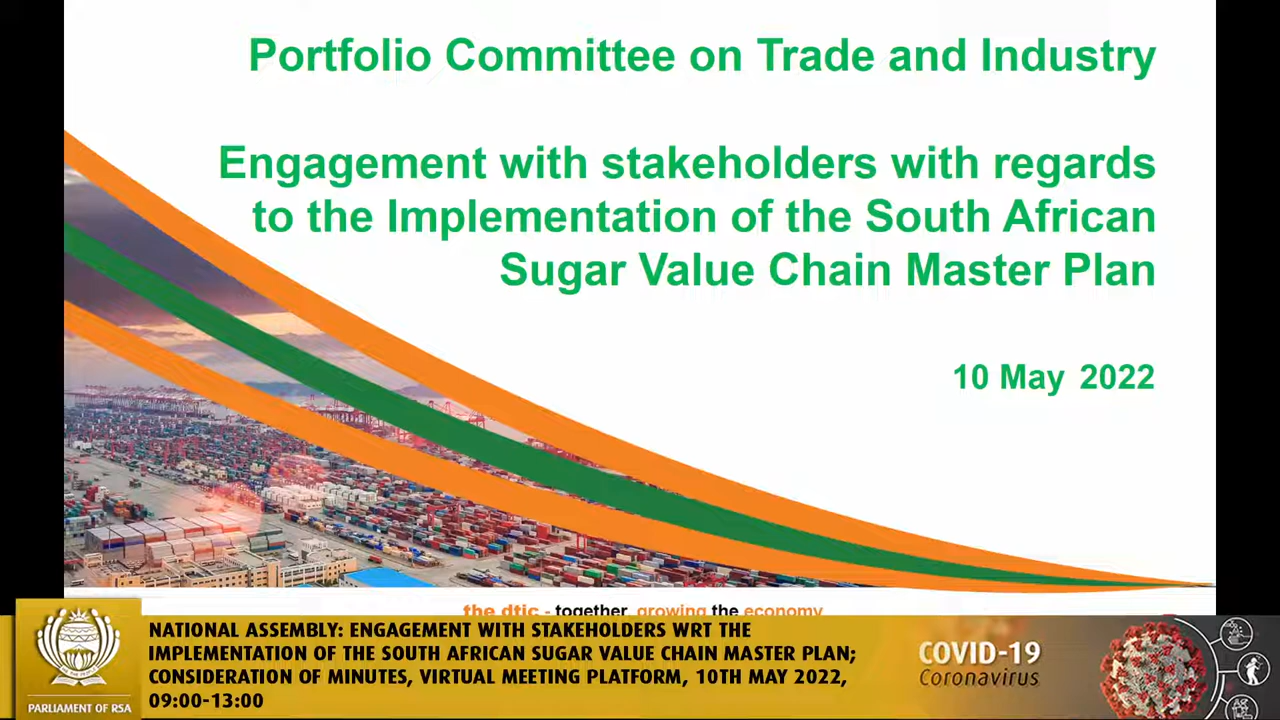 Portfolio Committee on Trade and Industry
Engagement with stakeholders with regards
to the Implementation of the South African
Sugar Value Chain Master Plan
10 May 2022
the dtic - together, growing the economy
NATIONAL ASSEMBLY: ENGAGEMENT WITH STAKEHOLDERS WRT THE
IMPLEMENTATION OF THE SOUTH AFRICAN SUGAR VALUE CHAIN MASTER PLAN;
CONSIDERATION OF MINUTES, VIRTUAL MEETING PLATFORM, 10TH MAY 2022,
09:00-13:00
PARLIAMENT OF RSA
COVID-19
Coronavirus